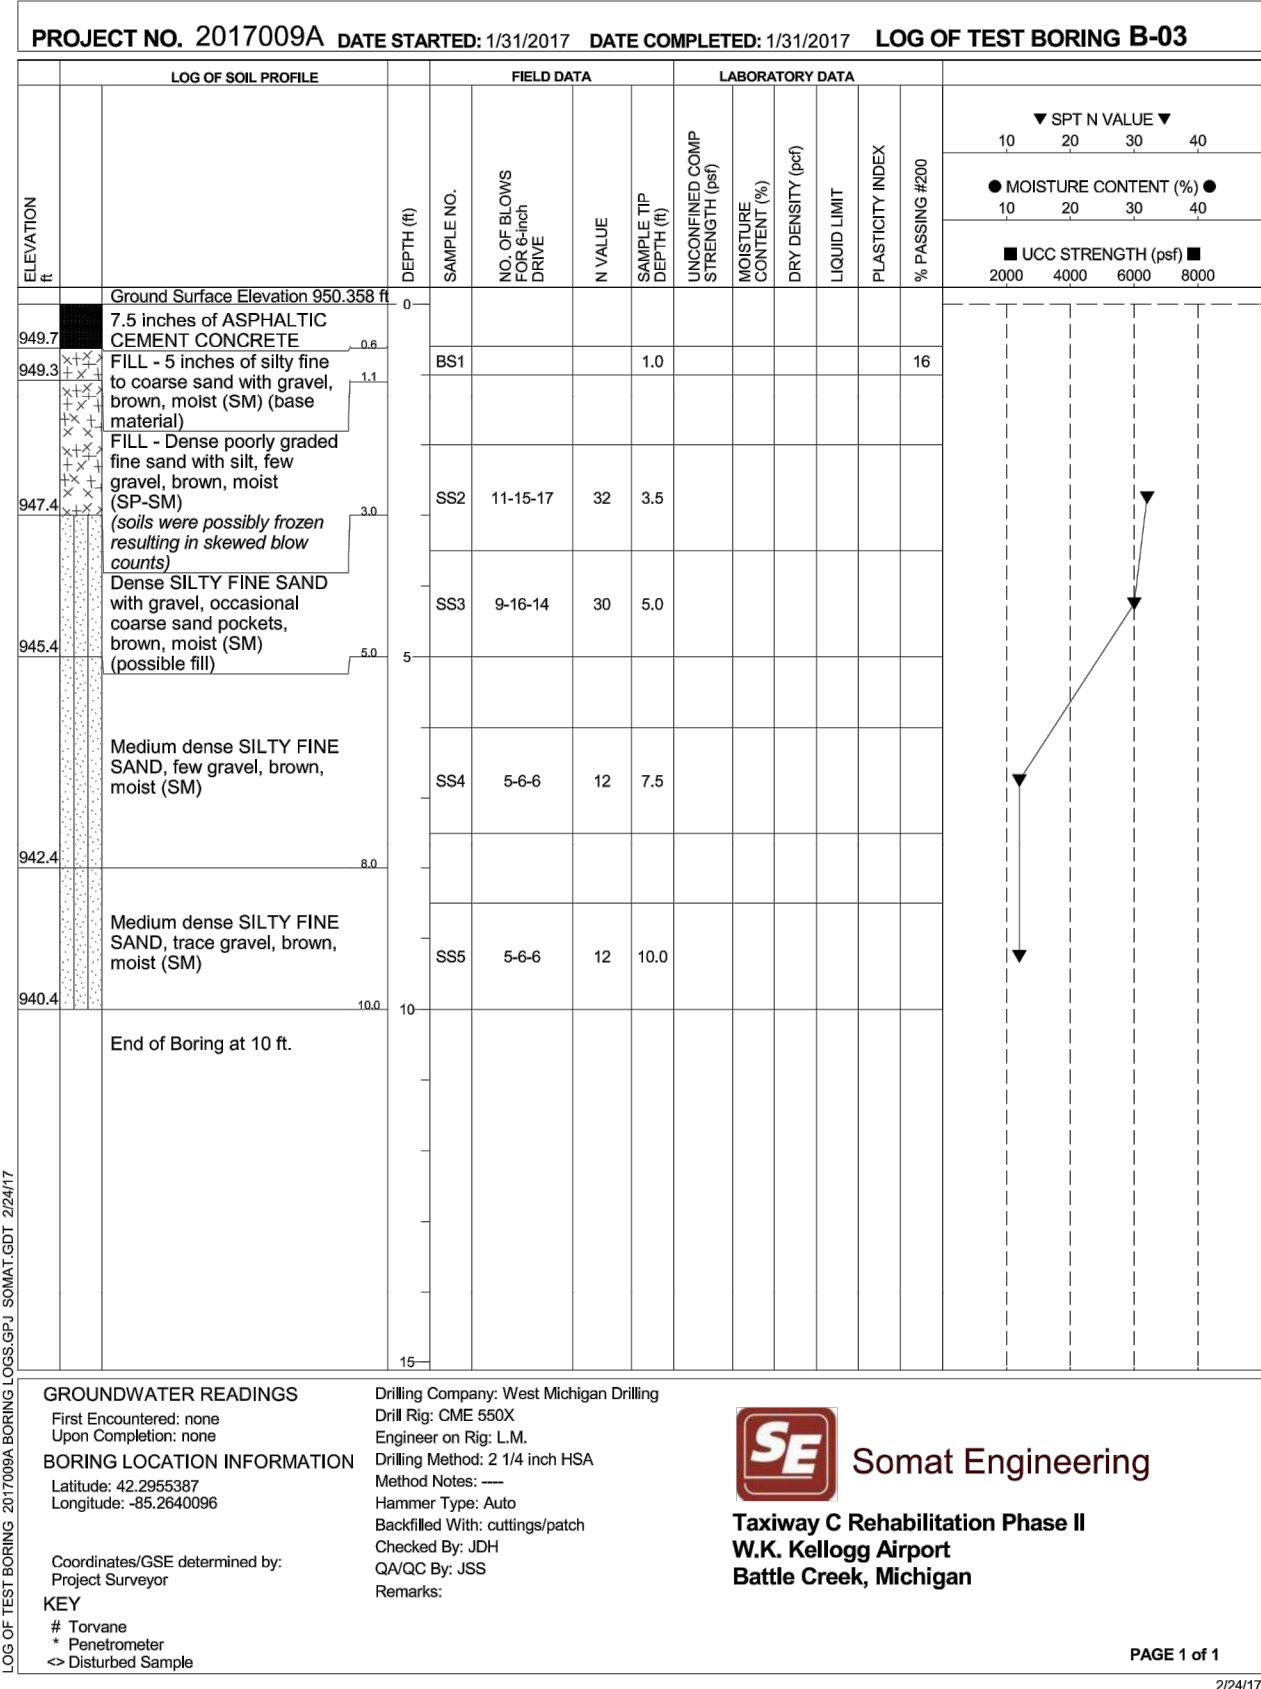 PROJECT NO. 2017009A DATE STARTED: 1/31/2017 DATE COMPLETED: 1/31/2017 LOG OF TEST BORING B-03
LOG OF SOIL PROFILE FIELD DATA LABORATORY DATA
ELEVATION
ft
DEPTH (ft)
SAMPLE NO.
NO. OF BLOWS
FOR 6-inch
DRIVE
N VALUE
SAMPLE TIP
DEPTH (ft)
UNCONFINED COMP
STRENGTH (psf)
MOISTURE
CONTENT (%)
DRY DENSITY (pcf)
LIQUID LIMIT
PLASTICITY INDEX
% PASSING #200
▼ SPT N VALUE ▼
10 20 30 40
● MOISTURE CONTENT (%) ●
10 20 30 40
■ UCC STRENGTH (psf) ■
2000 4000 6000 8000
Ground Surface Elevation 950.358 ft
0
7.5 inches of ASPHALTIC
CEMENT CONCRETE
949.7
0.6
FILL - 5 inches of silty fine
to coarse sand with gravel,
brown, moist (SM) (base
material)
949.3
1.1
BS1 1.0 16
FILL - Dense poorly graded
fine sand with silt, few
gravel, brown, moist
(SP-SM)
(soils were possibly frozen
resulting in skewed blow
counts)
947.4
3.0
SS2 11-15-17 32 3.5
Dense SILTY FINE SAND
with gravel, occasional
coarse sand pockets,
brown, moist (SM)
(possible fill)
945.4
5.0
5
SS3 9-16-14 30 5.0
Medium dense SILTY FINE
SAND, few gravel, brown,
moist (SM)
SS4 5-6-6 12 7.5
942.4
8.0
Medium dense SILTY FINE
SAND, trace gravel, brown,
moist (SM)
SS5 5-6-6 12 10.0
940.4
10.0
10
End of Boring at 10 ft.
15
GROUNDWATER READINGS
First Encountered: none
Upon Completion: none
BORING LOCATION INFORMATION
Latitude: 42.2955387
Longitude: -85.2640096
Coordinates/GSE determined by:
Project Surveyor
KEY
# Torvane
* Penetrometer
<> Disturbed Sample
Drilling Company: West Michigan Drilling
Drill Rig: CME 550X
Engineer on Rig: L.M.
Drilling Method: 2 1/4 inch HSA
Method Notes: ----
Hammer Type: Auto
Backfilled With: cuttings/patch
Checked By: JDH
QA/QC By: JSS
Remarks:
SE
Somat Engineering
Taxiway C Rehabilitation Phase II
W.K. Kellogg Airport
Battle Creek, Michigan
PAGE 1 of 1
2/24/17
LOG OF TEST BORING 2017009A BORING LOGS.GPJ SOMAT.GDT 2/24/17